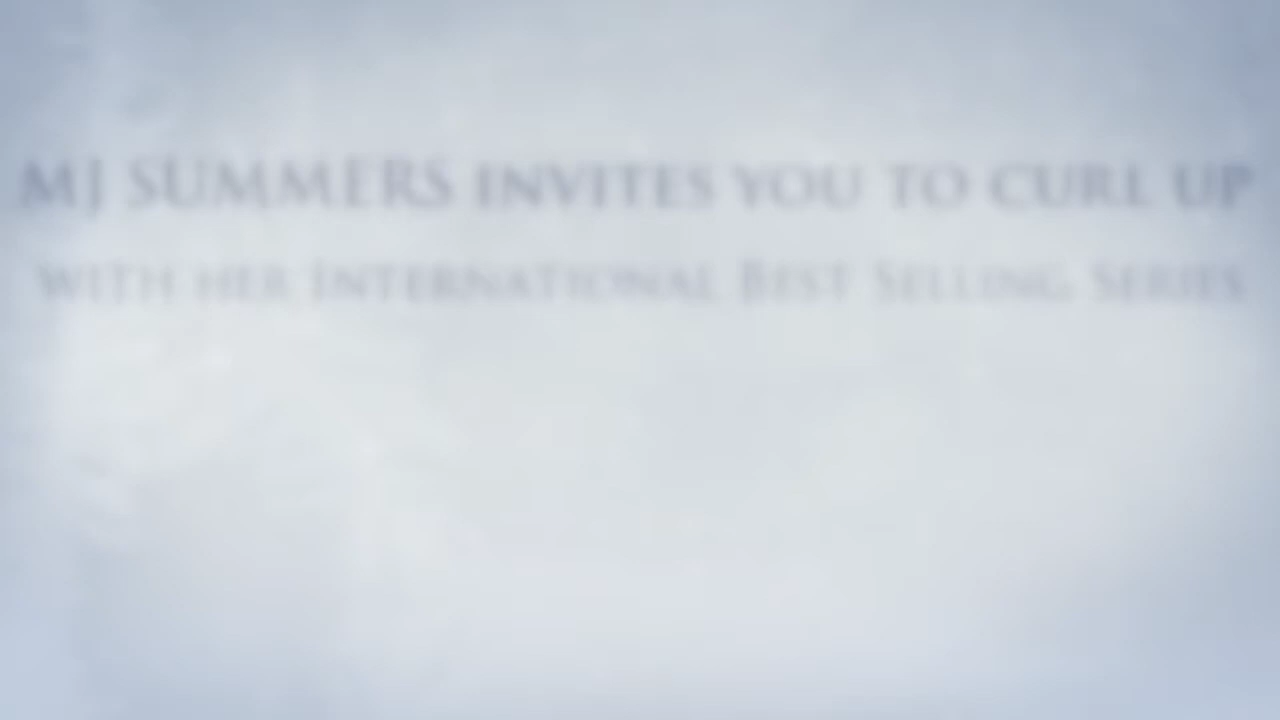 MJ SUMMERS INVITES YOU TO CURL UP
WITH HER INTERNATIONAL BEST SELLING SERIES